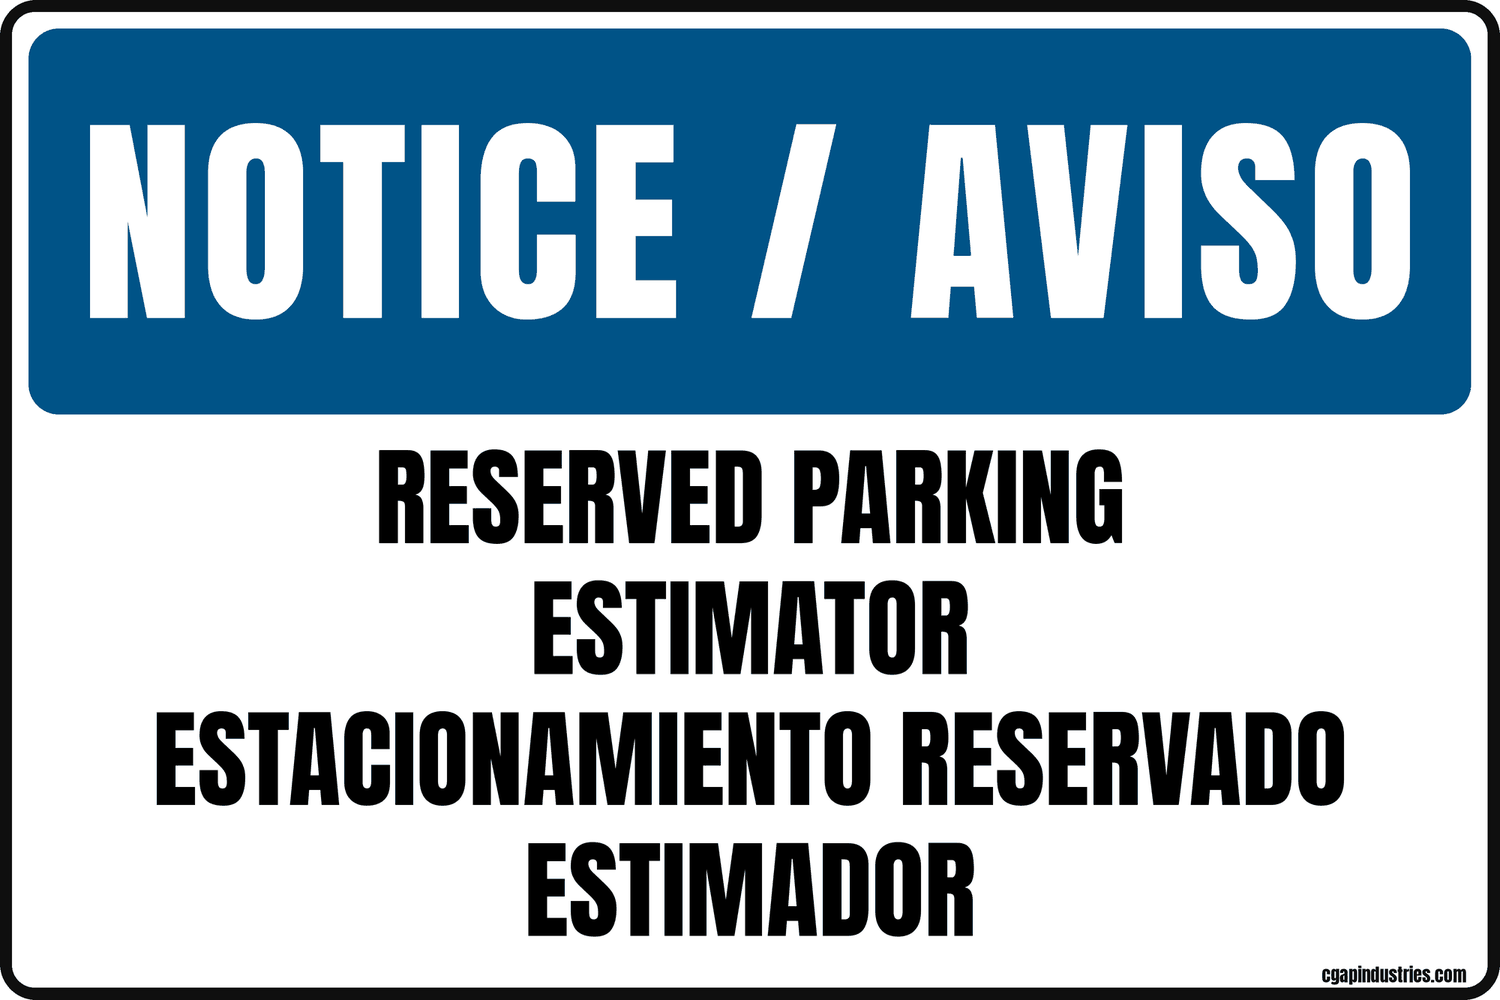 NOTICE / AVISO
RESERVED PARKING
ESTIMATOR
ESTACIONAMIENTO RESERVADO
ESTIMADOR
cgapindustries.com